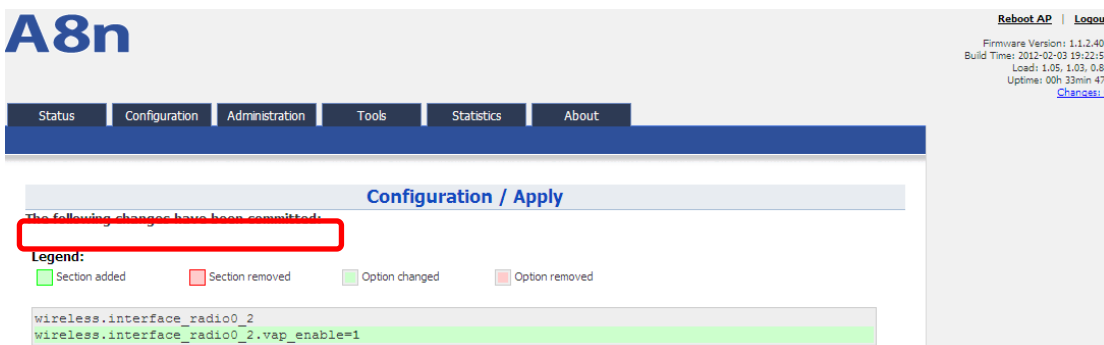 A8n
Reboot AP | Logou
Firmware Version: 1.1.2.40
Build Time: 2012-02-03 19:22:5
Load: 1.05, 1.03, 0.8
Uptime: 00h 33min 47
Changes:
Status Configuration Administration Tools Statistics About
Configuration / Apply
The following changes have been committed:
Legend:
Section added Section removed Option changed Option removed
wireless.interface_radio0_2
wireless.interface_radio0_2.vap_enable=1